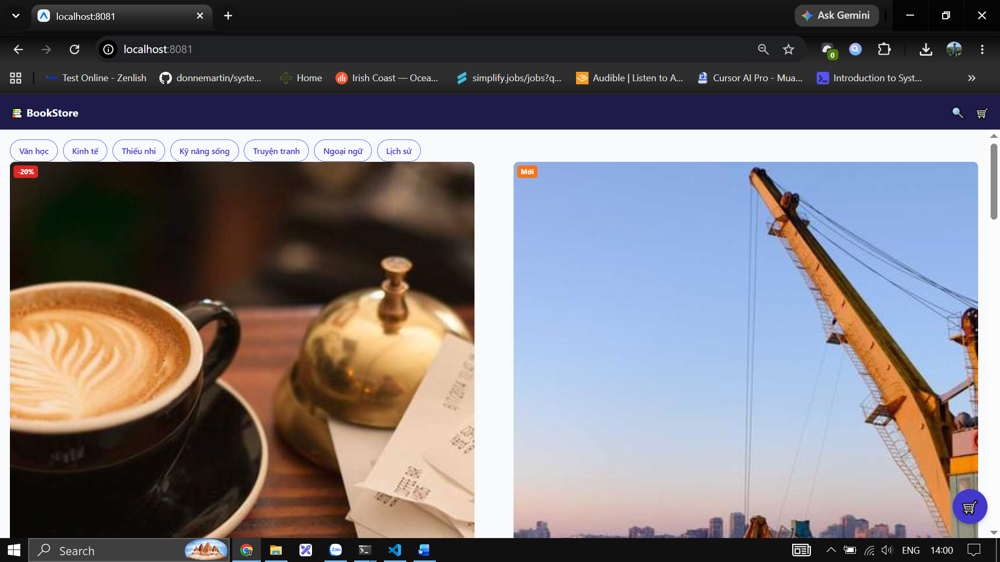 localhost:8081
Ask Gemini
localhost:8081
0
Test Online - Zenlish
donnemartin/syste...
Home
Irish Coast — Ocea...
simplify.jobs/jobs?q...
Audible | Listen to A...
Cursor AI Pro - Mua...
Introduction to Syst...
BookStore
Văn học
Kinh tế
Thiếu nhi
Kỹ năng sống
Truyện tranh
Ngoại ngữ
Lịch sử
-20%
Mới
Search
Zalo
W
ENG
14:00